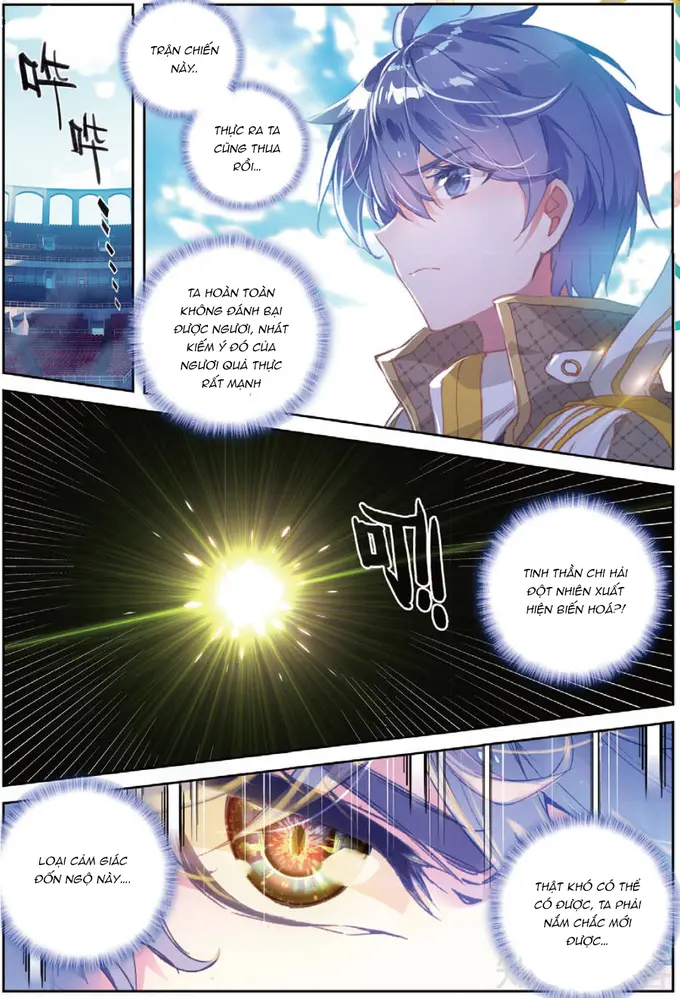 TRẬN CHIẾN
NÀY..
THỰC RA TA
CŨNG THUA
RỒI...
TA HOÀN TOÀN
KHÔNG ĐÁNH BẠI
ĐƯỢC NGƯƠI, NHẤT
KIẾM Ý ĐÓ CỦA
NGƯƠI QUẢ THỰC
RẤT MẠNH
叮!!
TINH THẦN CHI HẢI
ĐỘT NHIÊN XUẤT
HIỆN BIẾN HOÁ?!
LOẠI CẢM GIÁC
ĐỐN NGỘ NÀY....
THẬT KHÓ CÓ THỂ
CÓ ĐƯỢC, TA PHẢI
NẮM CHẮC MỚI
ĐƯỢC...